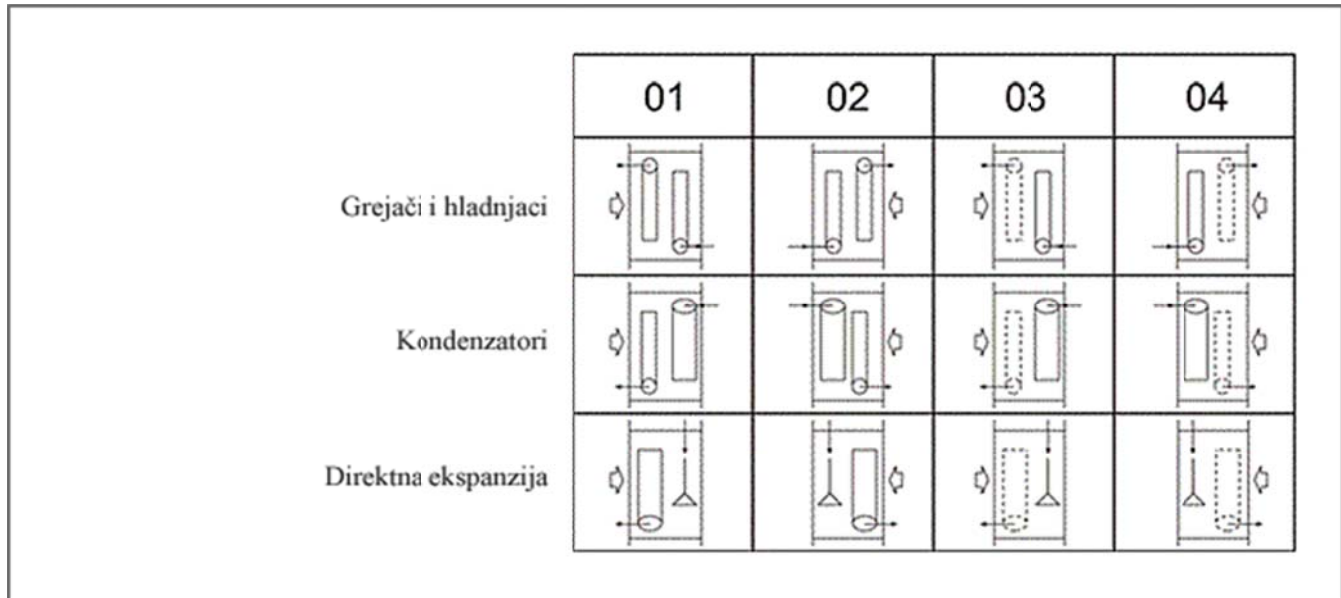 01 02 03 04
Grejači i hladnjaci
Kondenzatori
Direktna ekspanzija